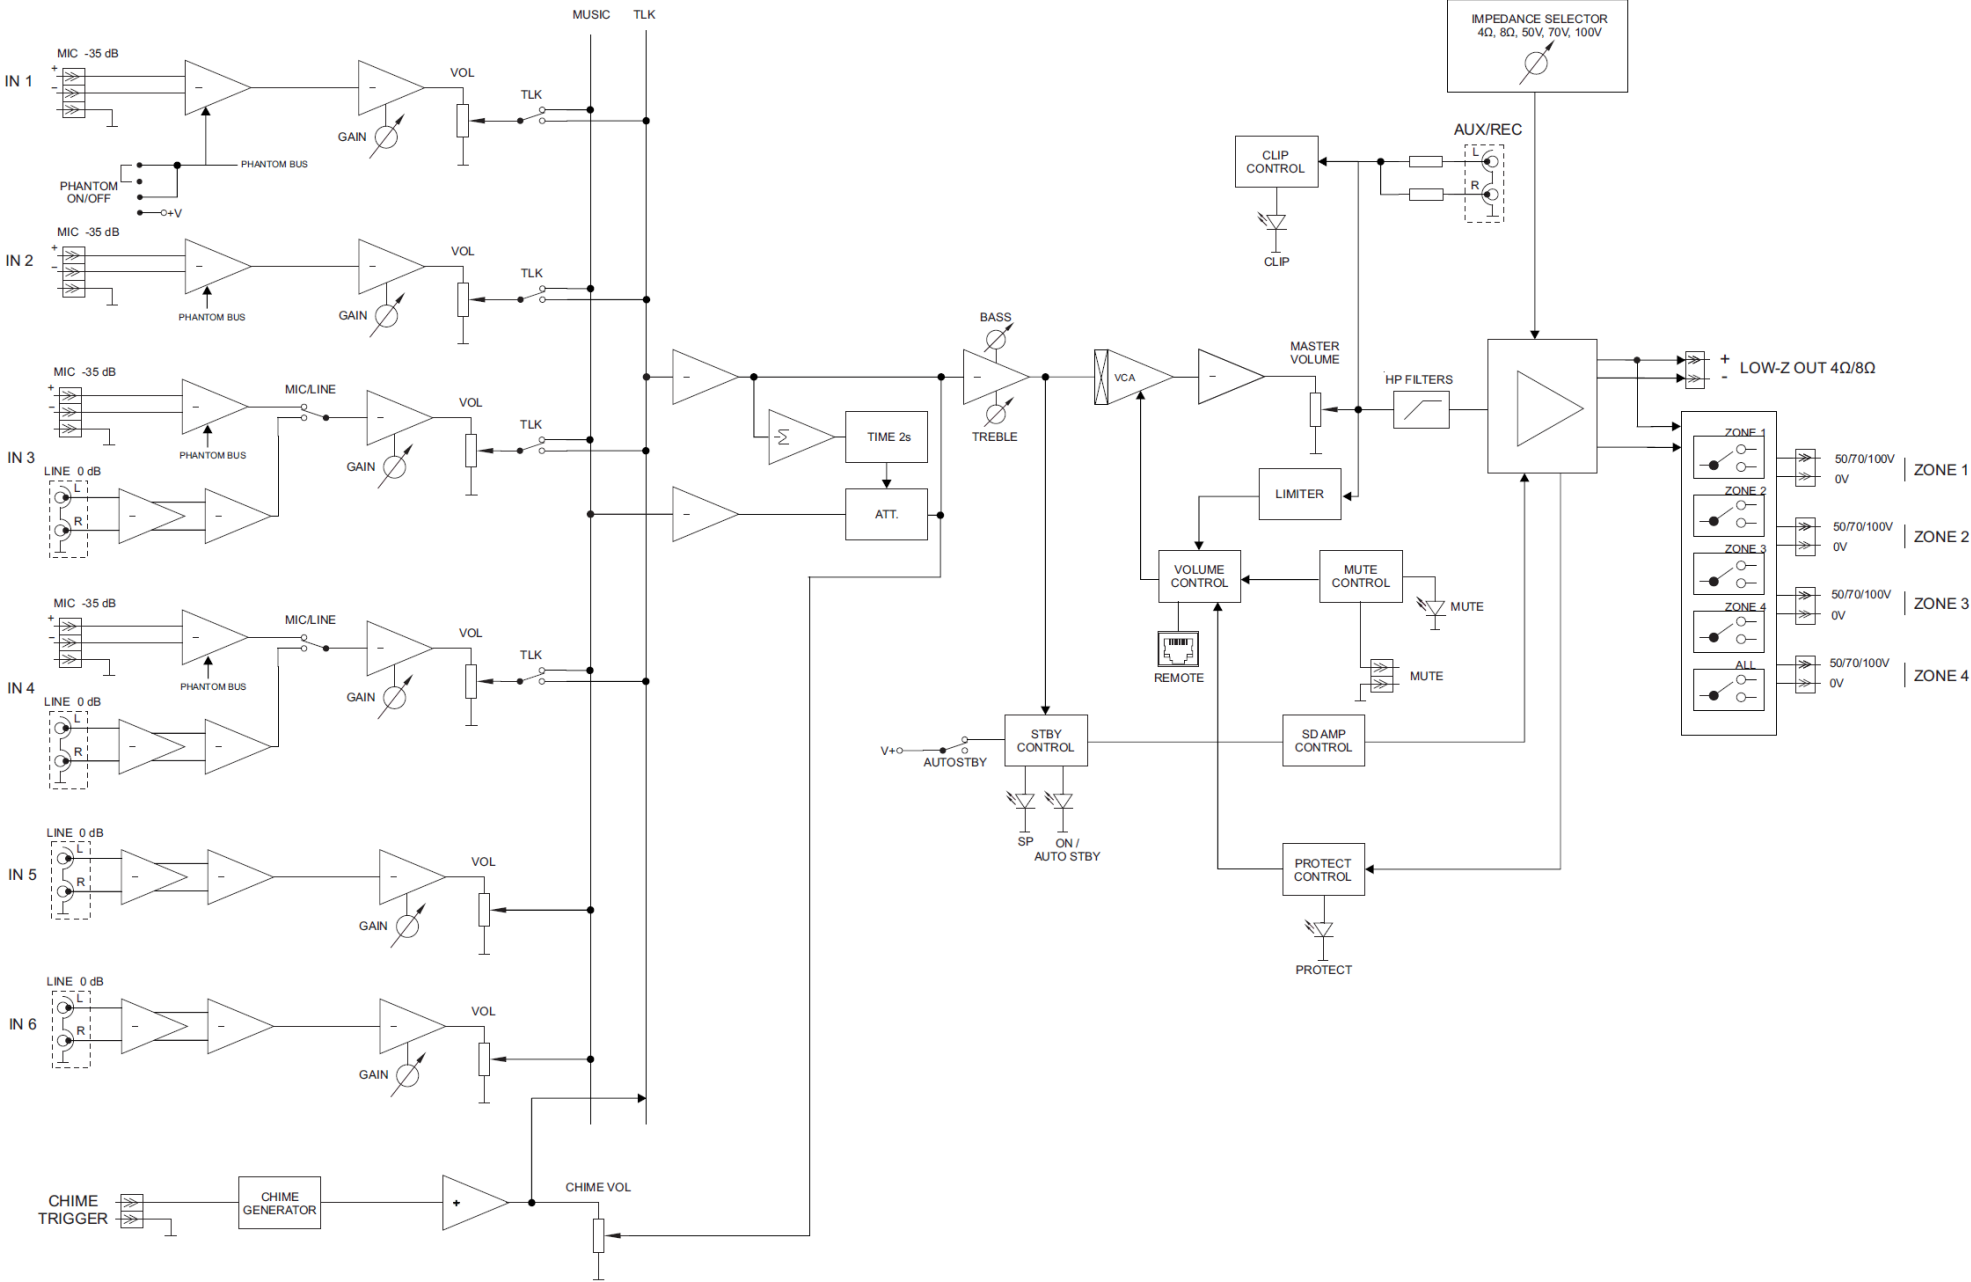 MUSIC
TLK
IMPEDANCE SELECTOR
4Ω, 8Ω, 50V, 70V, 100V
IN 1
MIC -35 dB
+
-
-
-
VOL
GAIN
TLK
PHANTOM BUS
PHANTOM
ON/OFF
+V
AUX/REC
L
R
CLIP
CONTROL
CLIP
IN 2
MIC -35 dB
+
-
-
-
VOL
GAIN
TLK
PHANTOM BUS
IN 3
MIC -35 dB
+
-
-
PHANTOM BUS
MIC/LINE
-
VOL
GAIN
TLK
LINE 0 dB
L
R
-
-
-
-
Σ
TIME 2s
ATT.
-
BASS
-
TREBLE
VCA
-
MASTER
VOLUME
HP FILTERS
LIMITER
VOLUME
CONTROL
MUTE
CONTROL
MUTE
REMOTE
MUTE
+
-
LOW-Z OUT 4Ω/8Ω
ZONE 1
ZONE 2
ZONE 3
ZONE 4
ALL
50/70/100V
0V
ZONE 1
50/70/100V
0V
ZONE 2
50/70/100V
0V
ZONE 3
50/70/100V
0V
ZONE 4
IN 4
MIC -35 dB
+
-
-
PHANTOM BUS
MIC/LINE
-
VOL
GAIN
TLK
LINE 0 dB
L
R
-
-
V+
AUTOSTBY
STBY
CONTROL
SP
ON /
AUTO STBY
SD AMP
CONTROL
PROTECT
CONTROL
PROTECT
IN 5
LINE 0 dB
L
R
-
-
-
VOL
GAIN
IN 6
LINE 0 dB
L
R
-
-
-
VOL
GAIN
CHIME
TRIGGER
CHIME
GENERATOR
+
CHIME VOL